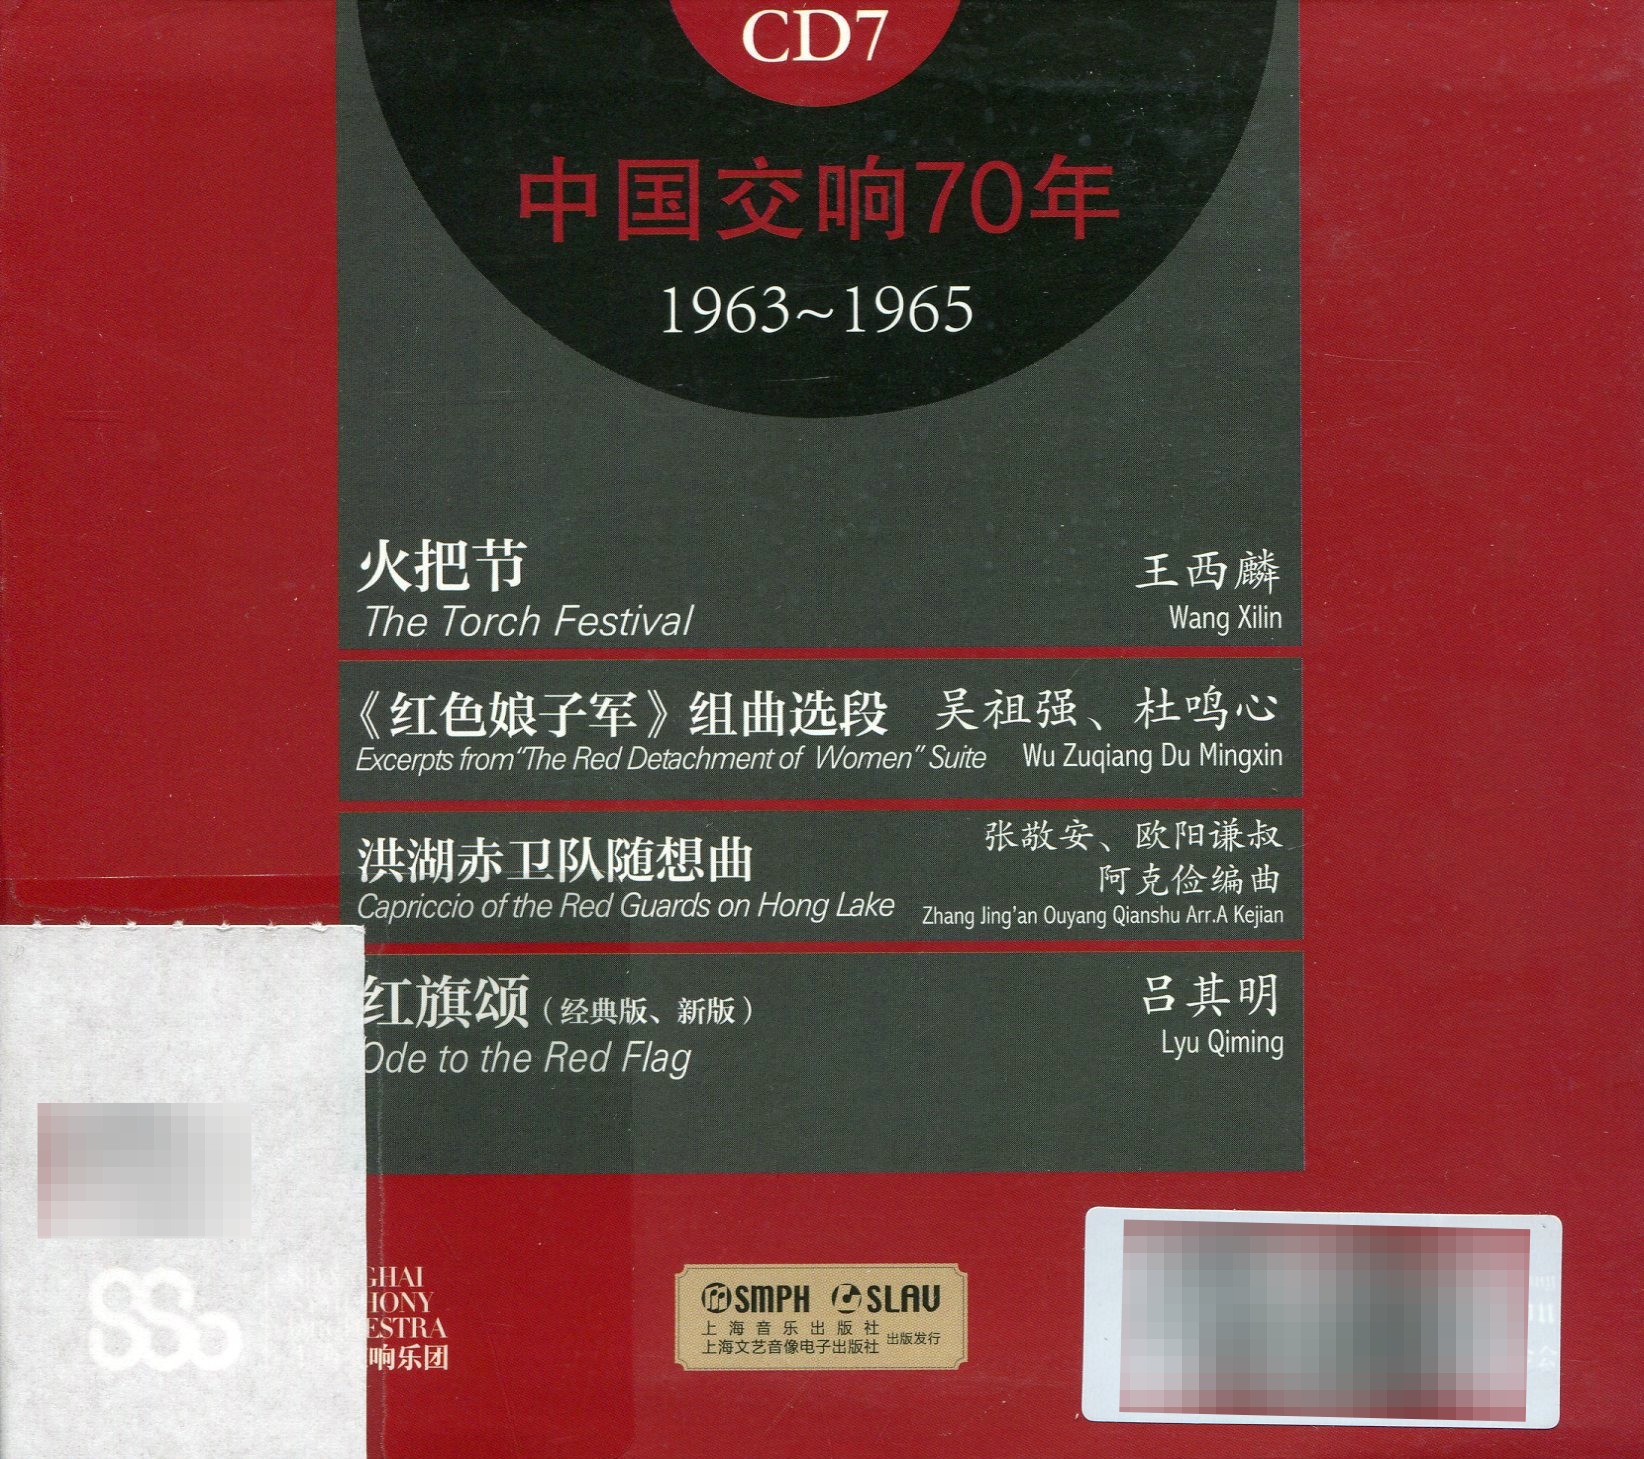 CD7
中国交响70年
1963~1965
火把节
王西麟
The Torch Festival
Wang Xilin
《红色娘子军》组曲选段
吴祖强、杜鸣心
Excerpts from "The Red Detachment of Women" Suite
Wu Zuqiang Du Mingxin
洪湖赤卫队随想曲
张敬安、欧阳谦叔
阿克俭编曲
Capriccio of the Red Guards on Hong Lake
Zhang Jing'an Ouyang Qianshu Arr.A Kejian
红旗颂（经典版、新版）
吕其明
Ode to the Red Flag
Lyu Qiming
SSO
GHAI
HONY
ESTRA
响乐团
SMPH SLAV
上海音乐出版社
上海文艺音像电子出版社
出版发行